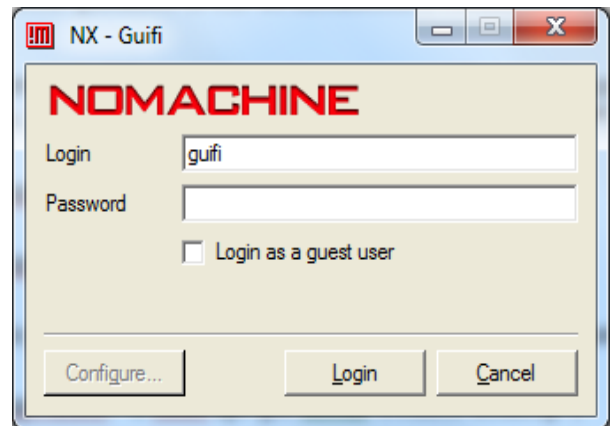 NX - Guifi
NOMACHINE
Login guifi
Password
Login as a guest user
Configure... Login Cancel